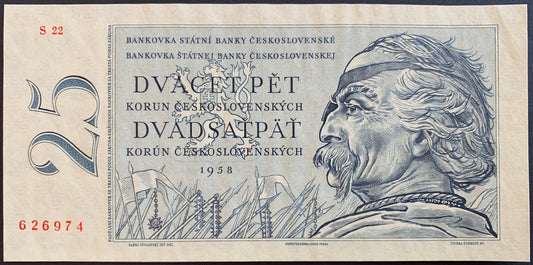 S 22
BANKOVKA STÁTNÍ BANKY ČESKOSLOVENSKÉ
BANKOVKA ŠTÁTNEJ BANKY ČESKOSLOVENSKEJ
DVACET PĚT
KORUN ČESKOSLOVENSKÝCH
DVADSAŤPÄŤ
KORÚN ČESKOSLOVENSKÝCH
1958
25
626974